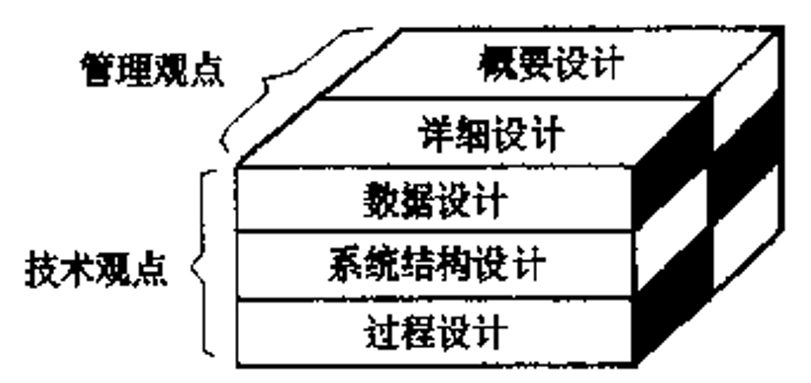 管理观点
概要设计
详细设计
技术观点
数据设计
系统结构设计
过程设计